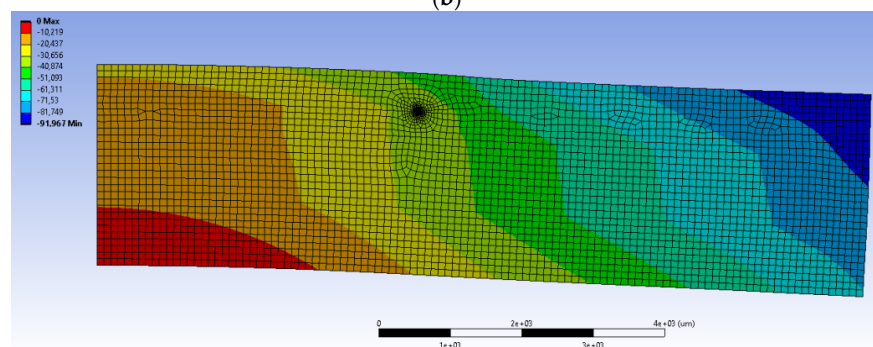 (b)
0 Max
-10,219
-20,437
-30,656
-40,874
-51,093
-61,311
-71,53
-81,749
-91,967 Min
0 2e+03 4e+03 (um)
1e+03 3e+03